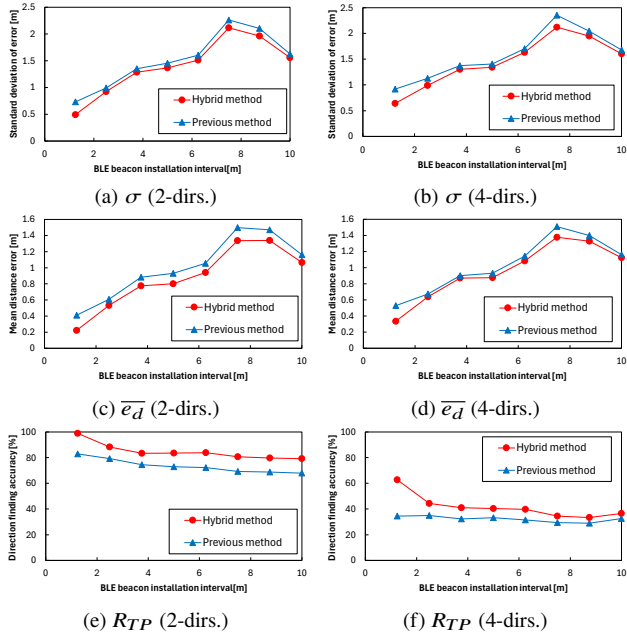 Standard deviation of error [m]
2.5
2
1.5
1
0.5
0
Hybrid method
Previous method
0 2 4 6 8 10
BLE beacon installation interval[m]
(a) σ (2-dirs.)
Standard deviation of error [m]
2.5
2
1.5
1
0.5
0
Hybrid method
Previous method
0 2 4 6 8 10
BLE beacon installation interval [m]
(b) σ (4-dirs.)
Mean distance error [m]
1.6
1.4
1.2
1
0.8
0.6
0.4
0.2
0
Hybrid method
Previous method
0 2 4 6 8 10
BLE beacon installation interval [m]
(c) e̅_d̅ (2-dirs.)
Mean distance error [m]
1.6
1.4
1.2
1
0.8
0.6
0.4
0.2
0
Hybrid method
Previous method
0 2 4 6 8 10
BLE beacon installation interval [m]
(d) e̅_d̅ (4-dirs.)
Direction finding accuracy [%]
100
80
60
40
20
0
Hybrid method
Previous method
0 2 4 6 8 10
BLE beacon installation interval[m]
(e) R_TP (2-dirs.)
Direction finding accuracy [%]
100
80
60
40
20
0
Hybrid method
Previous method
0 2 4 6 8 10
BLE beacon installation interval [m]
(f) R_TP (4-dirs.)